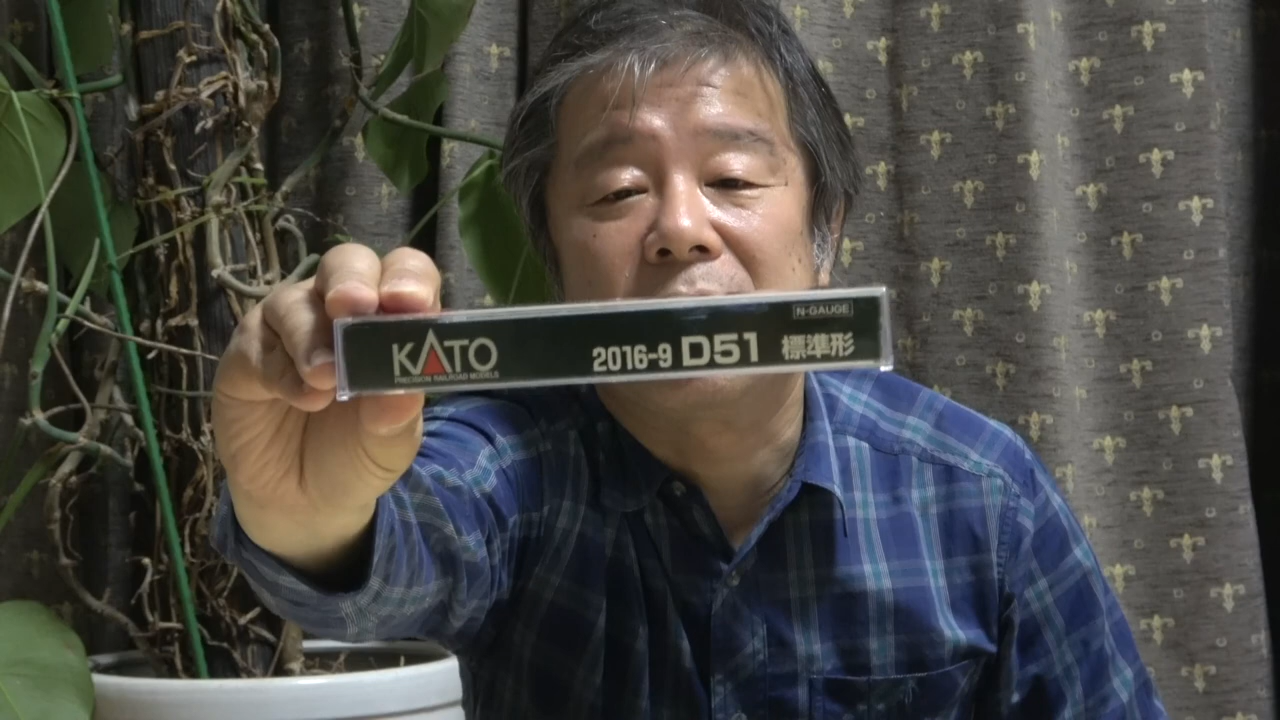 N-GAUGE
KATO 2016-9 D51 標準形
PRECISION RAILROAD MODELS